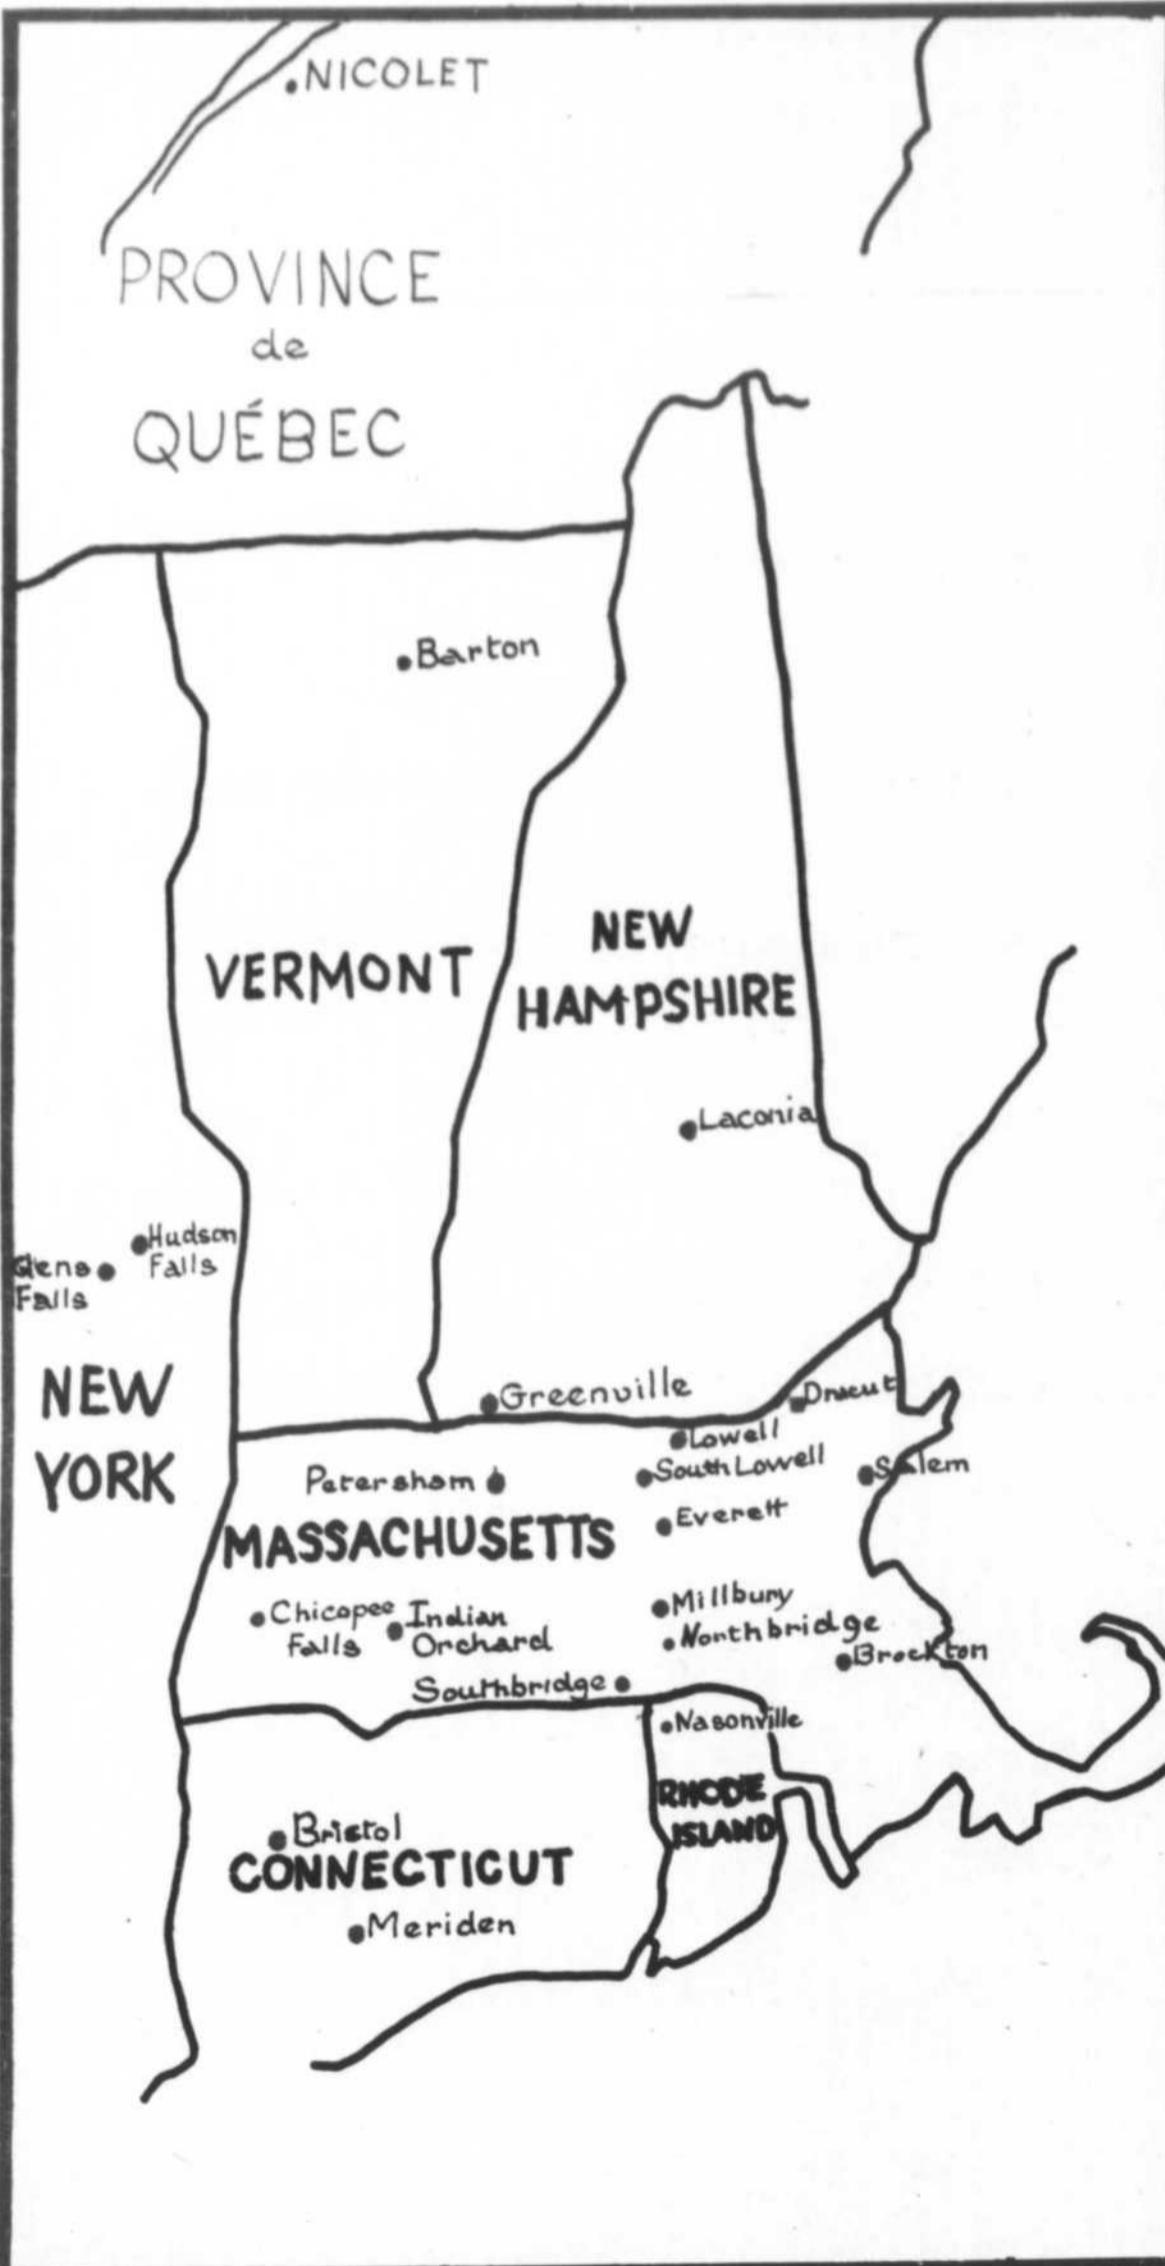 NICOLET
PROVINCE
de
QUÉBEC
Barton
NEW
HAMPSHIRE
VERMONT
Laconia
Hudson
Falls
Glens
Falls
NEW
YORK
Greenville
Dracut
Lowell
South Lowell
Salem
Petersham
Everett
MASSACHUSETTS
Millbury
Chicopee
Falls
Indian
Orchard
Northbridge
Brockton
Southbridge
Nasonville
RHODE
ISLAND
Bristol
CONNECTICUT
Meriden